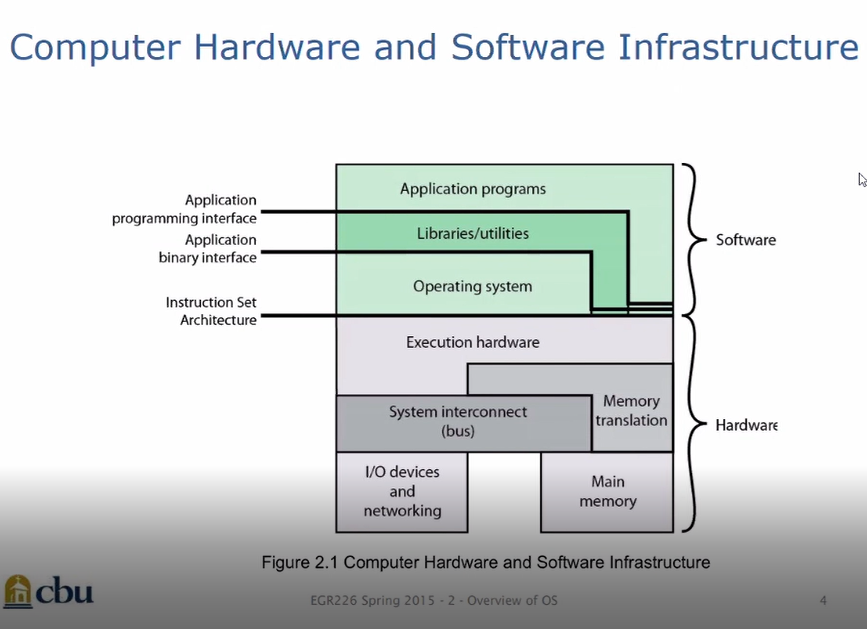 Computer Hardware and Software Infrastructure
Application
programming interface
Application
binary interface
Instruction Set
Architecture
Application programs
Libraries/utilities
Operating system
Execution hardware
System interconnect
(bus)
Memory
translation
I/O devices
and
networking
Main
memory
Software
Hardware
Figure 2.1 Computer Hardware and Software Infrastructure
cbu
EGR226 Spring 2015 - 2 - Overview of OS
4